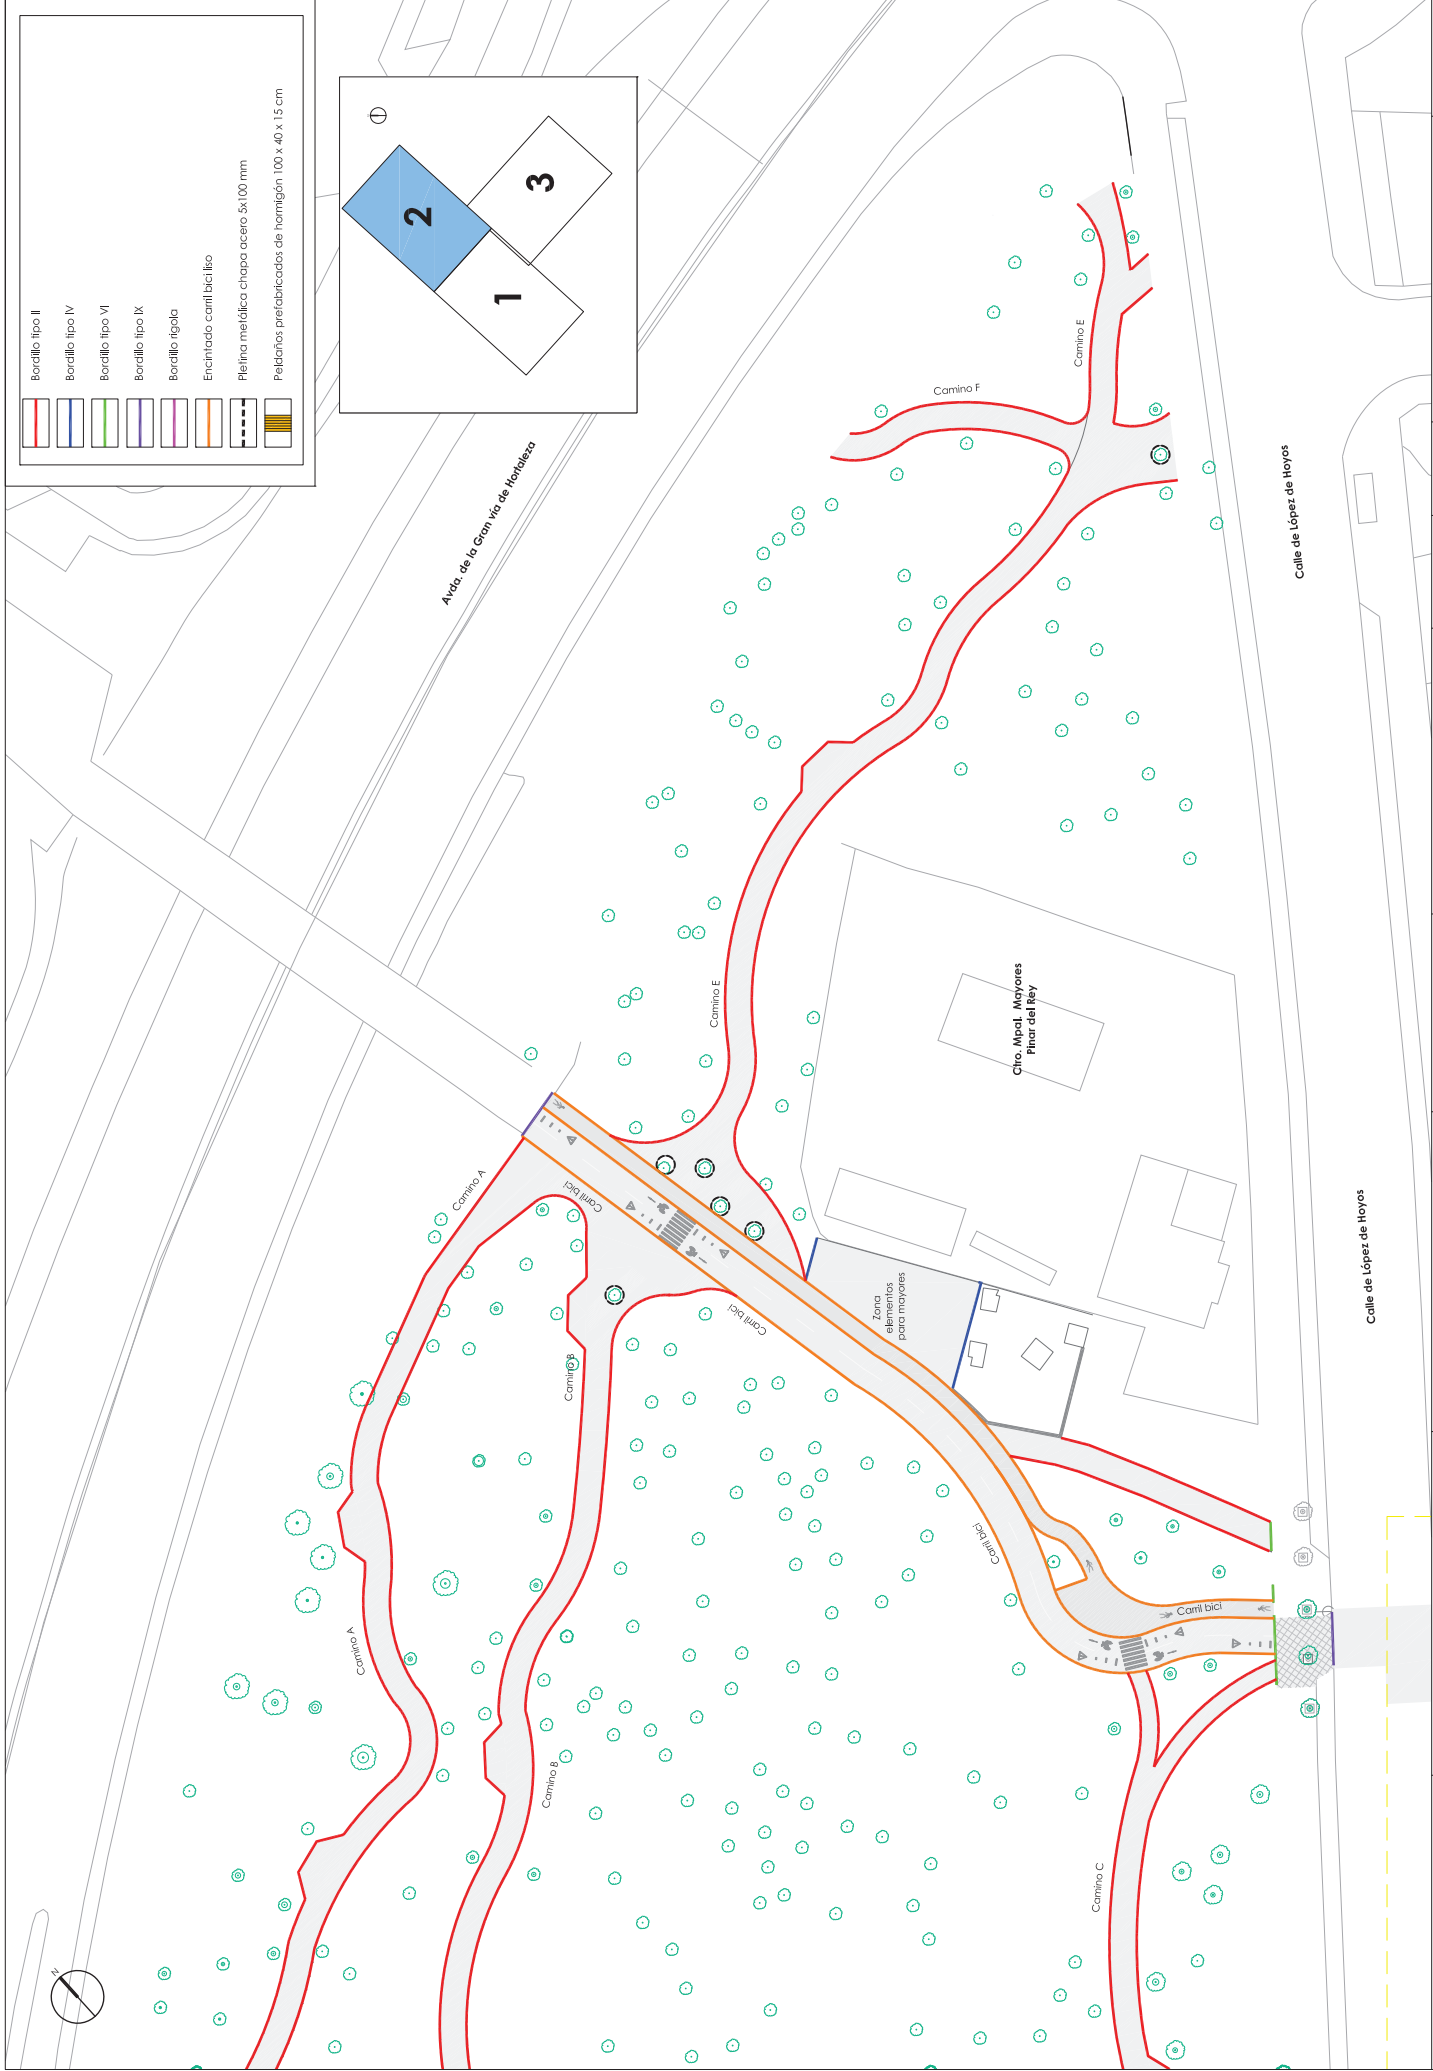 Bordillo tipo II
Bordillo tipo IV
Bordillo tipo VI
Bordillo tipo IX
Bordillo rigola
Encintado carril bici liso
Pletina metálica chapa acero 5x100 mm
Peldaños prefabricados de hormigón 100 x 40 x 15 cm
1
2
3
Avda. de la Gran vía de Hortaleza
Camino F
Camino E
Calle de López de Hoyos
Camino E
Ctro. Mpal. Mayores
Pinar del Rey
Camino A
Carril bici
Carril bici
Zona
elementos
para mayores
Calle de López de Hoyos
Camino B
Carril bici
Carril bici
Camino A
Camino B
Camino C
N